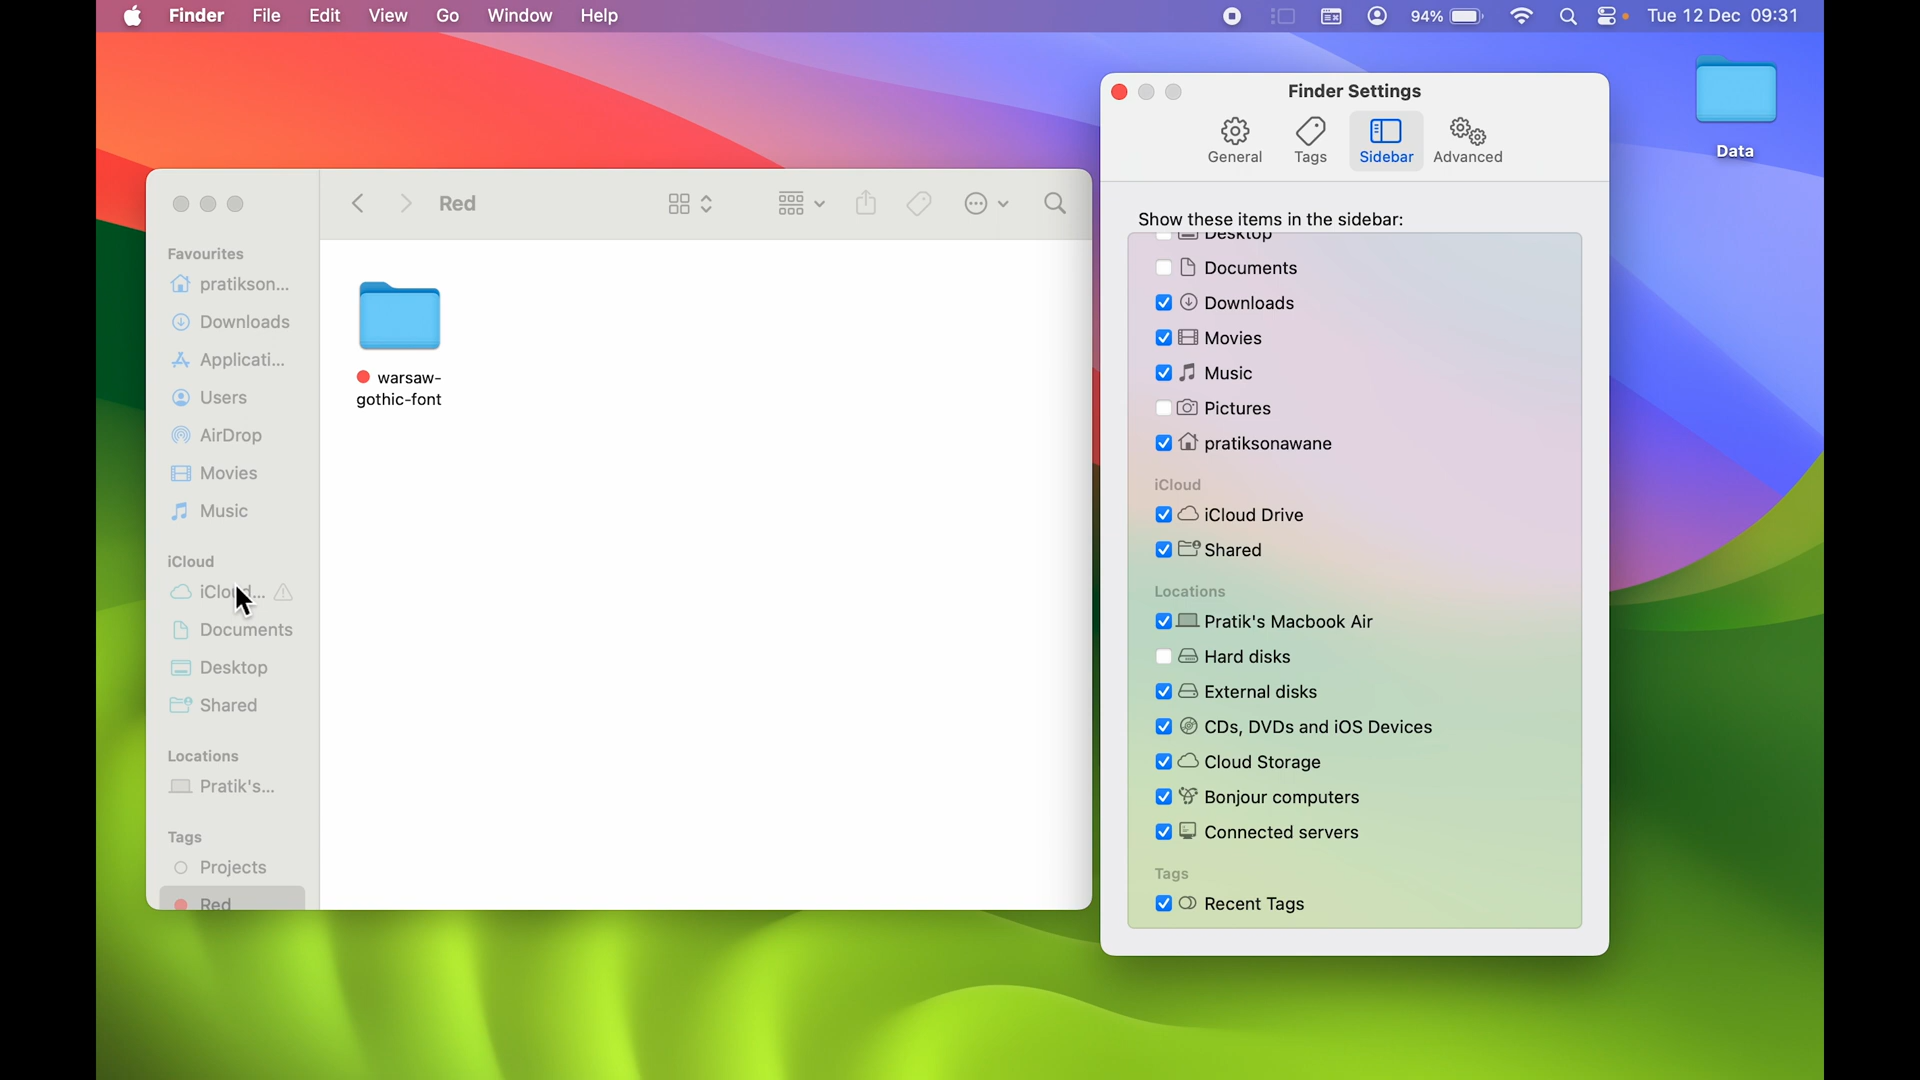 Finder File Edit View Go Window Help 94% Tue 12 Dec 09:31
Data
Red
Favourites
pratikson...
Downloads
Applicati...
Users
AirDrop
Movies
Music
iCloud
iCloud...
Documents
Desktop
Shared
Locations
Pratik's...
Tags
Projects
Red
warsaw-
gothic-font
Finder Settings
General Tags Sidebar Advanced
Show these items in the sidebar:
Desktop
Documents
Downloads
Movies
Music
Pictures
pratiksonawane
iCloud
iCloud Drive
Shared
Locations
Pratik's Macbook Air
Hard disks
External disks
CDs, DVDs and iOS Devices
Cloud Storage
Bonjour computers
Connected servers
Tags
Recent Tags